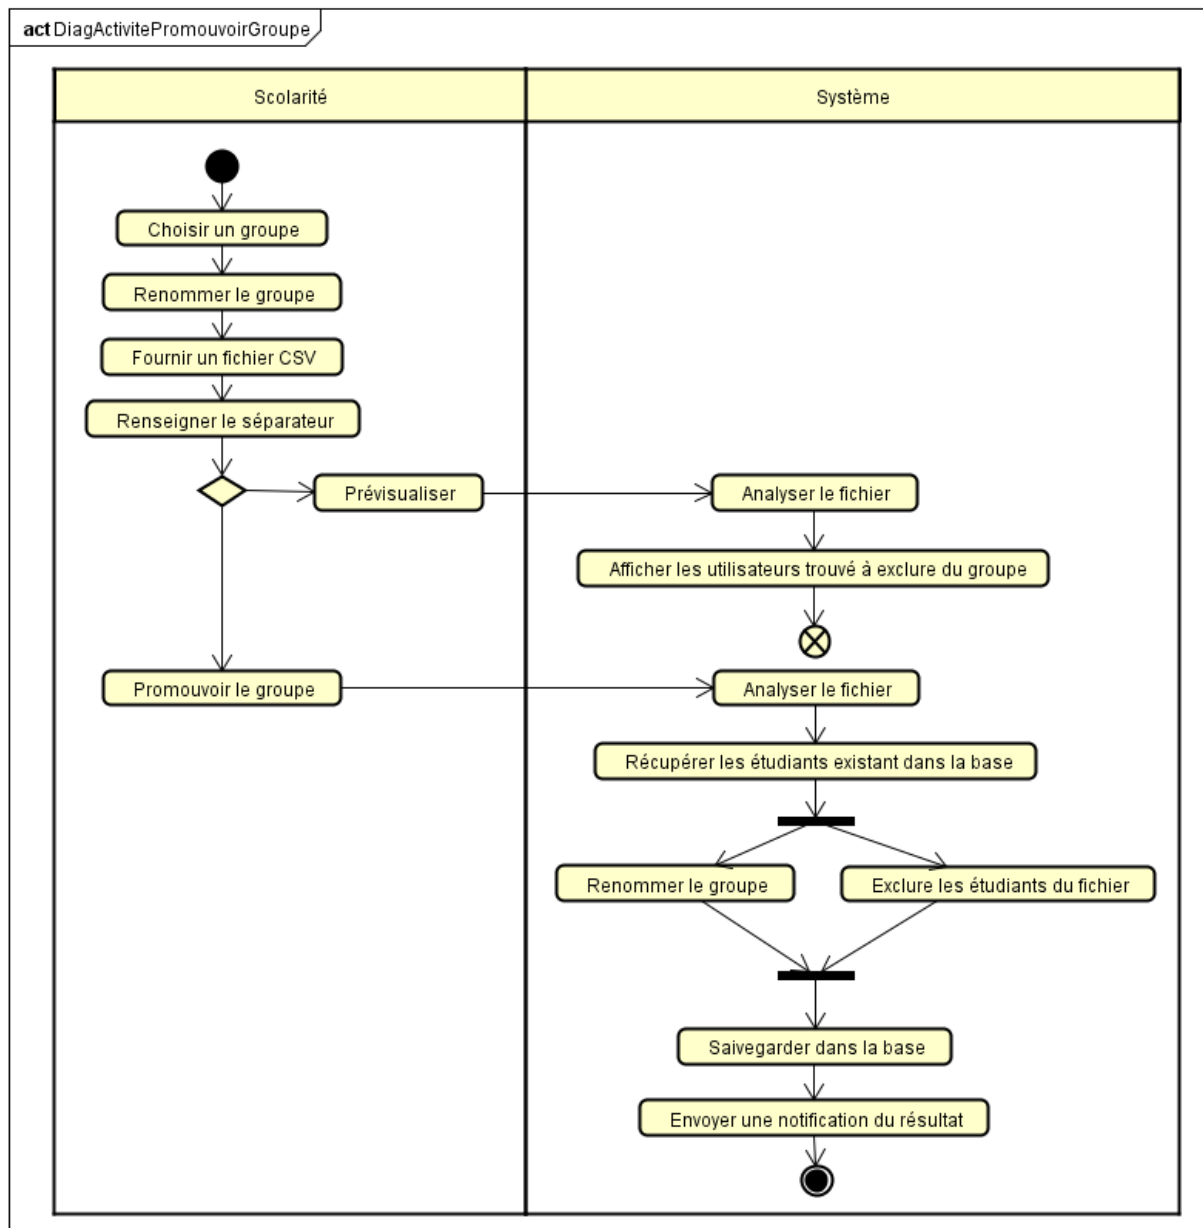 act DiagActivitePromouvoirGroupe
Scolarité
Système
Choisir un groupe
Renommer le groupe
Fournir un fichier CSV
Renseigner le séparateur
Prévisualiser
Analyser le fichier
Afficher les utilisateurs trouvé à exclure du groupe
Promouvoir le groupe
Analyser le fichier
Récupérer les étudiants existant dans la base
Renommer le groupe
Exclure les étudiants du fichier
Saivegarder dans la base
Envoyer une notification du résultat